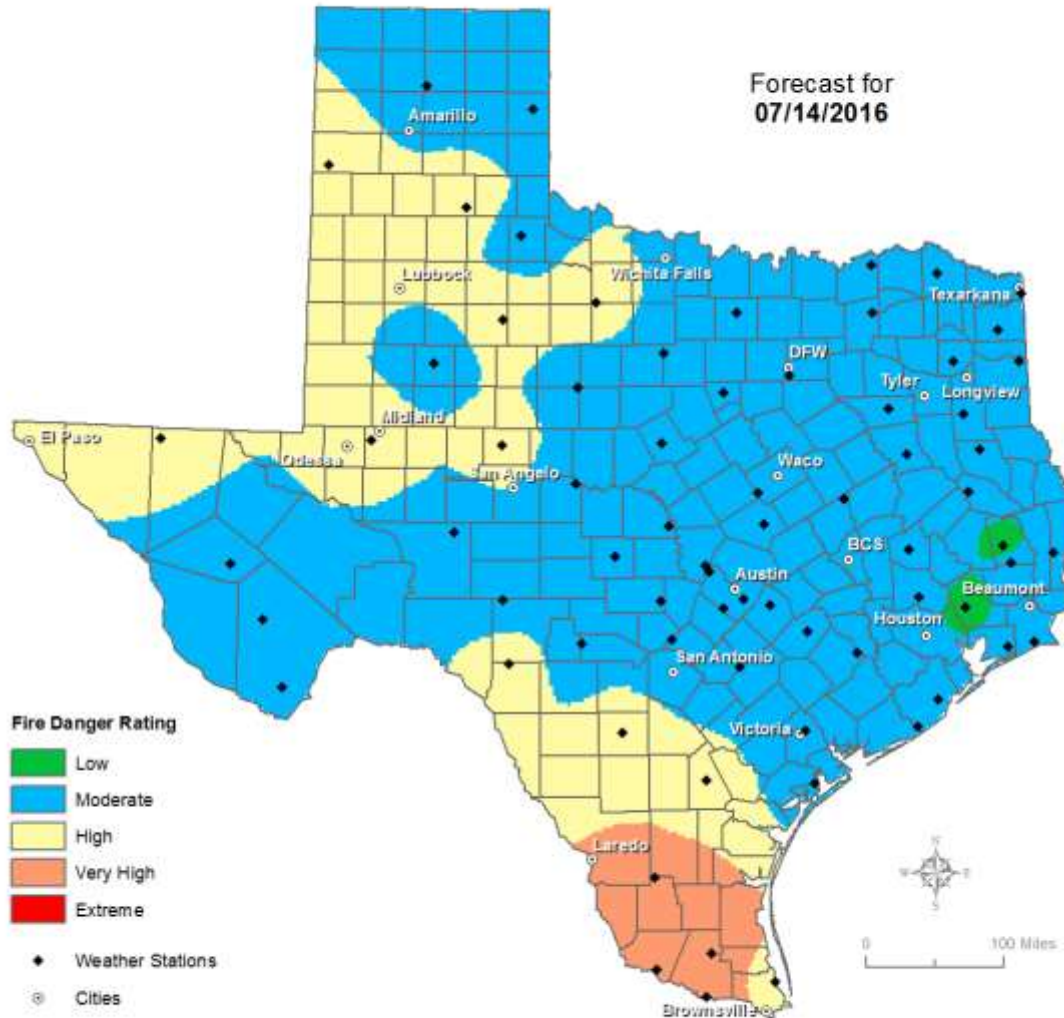 Forecast for
07/14/2016
Amarillo
Lubbock
Wichita Falls
Texarkana
DFW
Tyler
Longview
El Paso
Midland
Odessa
San Angelo
Waco
BCS
Austin
Beaumont
Houston
San Antonio
Victoria
Laredo
Brownsville
Fire Danger Rating
Low
Moderate
High
Very High
Extreme
Weather Stations
Cities
N
W
E
S
0
100 Miles